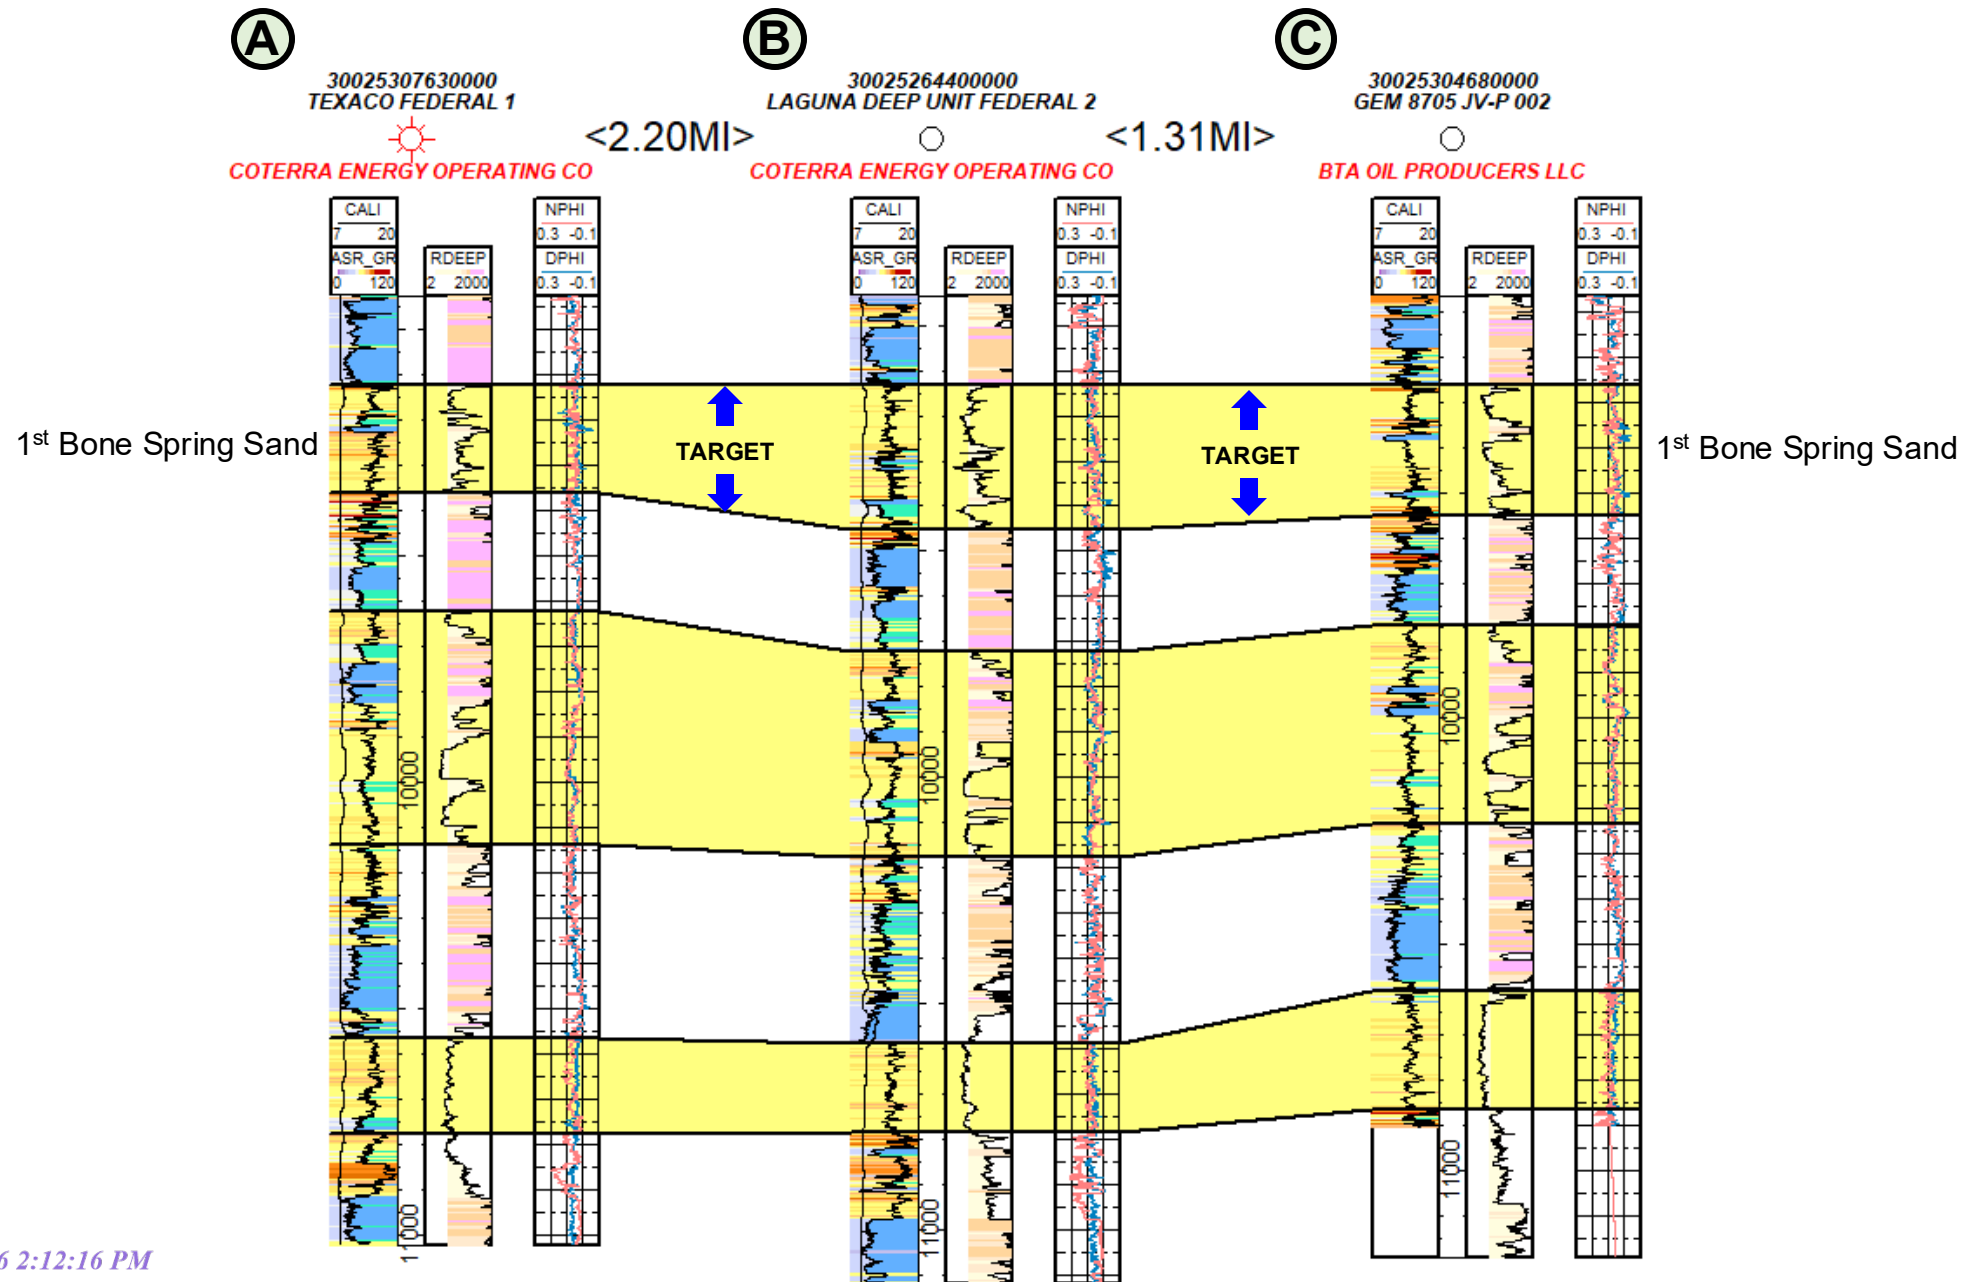 A
B
C
30025307630000
TEXACO FEDERAL 1
<2.20MI>
30025264400000
LAGUNA DEEP UNIT FEDERAL 2
<1.31MI>
30025304680000
GEM 8705 JV-P 002
COTERRA ENERGY OPERATING CO
COTERRA ENERGY OPERATING CO
BTA OIL PRODUCERS LLC
CALI
7 20
ASR_GR
0 120
RDEEP
2 2000
NPHI
0.3 -0.1
DPHI
0.3 -0.1
CALI
7 20
ASR_GR
0 120
RDEEP
2 2000
NPHI
0.3 -0.1
DPHI
0.3 -0.1
CALI
7 20
ASR_GR
0 120
RDEEP
2 2000
NPHI
0.3 -0.1
DPHI
0.3 -0.1
1st Bone Spring Sand
TARGET
TARGET
1st Bone Spring Sand
10000
10000
10000
11000
11000
11000
6 2:12:16 PM